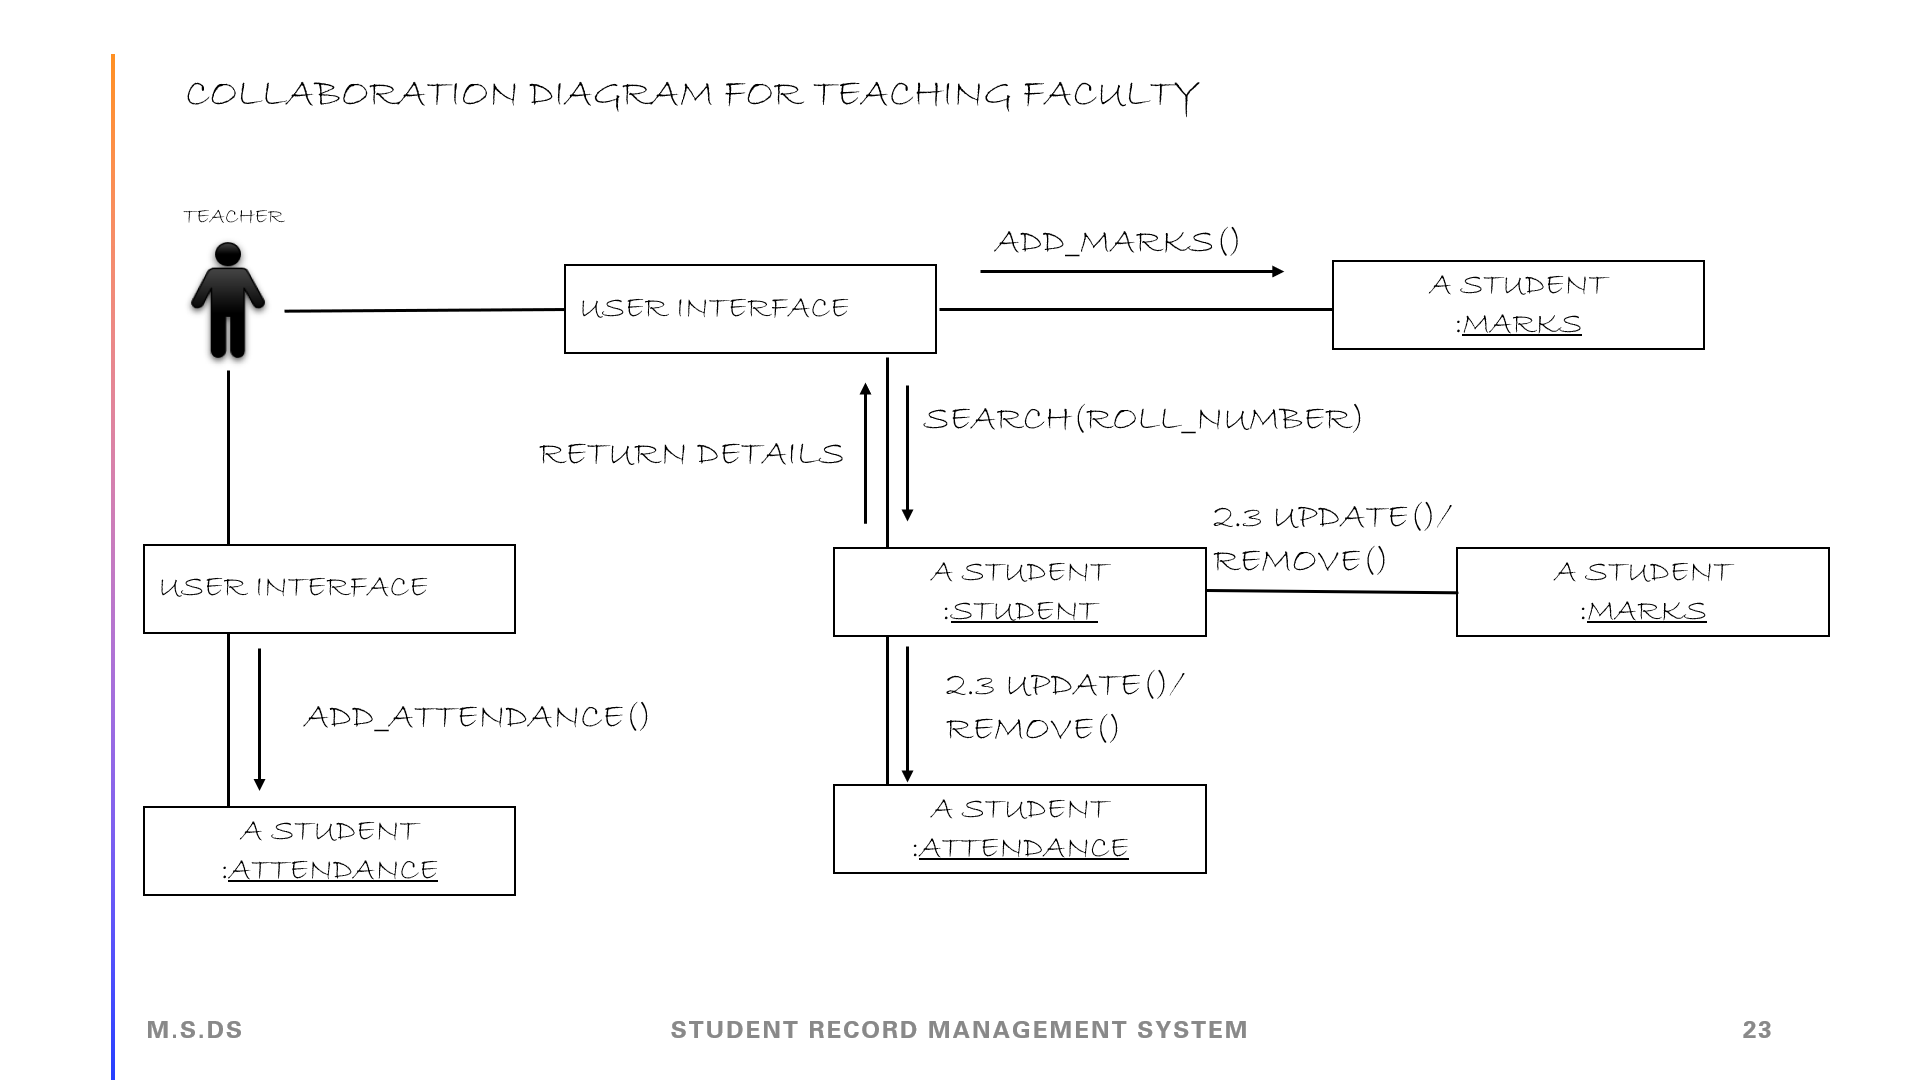 COLLABORATION DIAGRAM FOR TEACHING FACULTY
TEACHER
ADD_MARKS()
USER INTERFACE
A STUDENT
:MARKS
SEARCH(ROLL_NUMBER)
RETURN DETAILS
2.3 UPDATE()/
REMOVE()
USER INTERFACE
A STUDENT
:STUDENT
A STUDENT
:MARKS
ADD_ATTENDANCE()
2.3 UPDATE()/
REMOVE()
A STUDENT
:ATTENDANCE
A STUDENT
:ATTENDANCE
M.S.DS
STUDENT RECORD MANAGEMENT SYSTEM
23